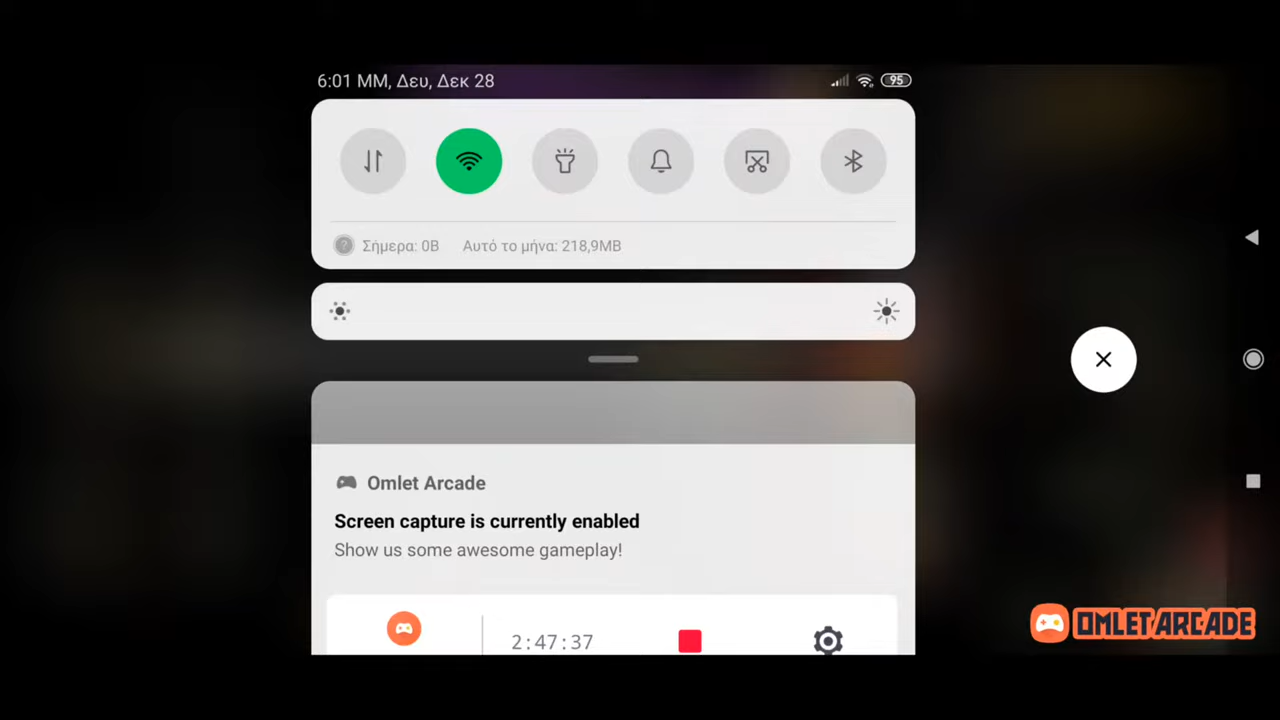 6:01 ΜΜ, Δευ, Δεκ 28
95
Σήμερα: 0B Αυτό το μήνα: 218,9MB
Omlet Arcade
Screen capture is currently enabled
Show us some awesome gameplay!
2:47:37
OMLET ARCADE